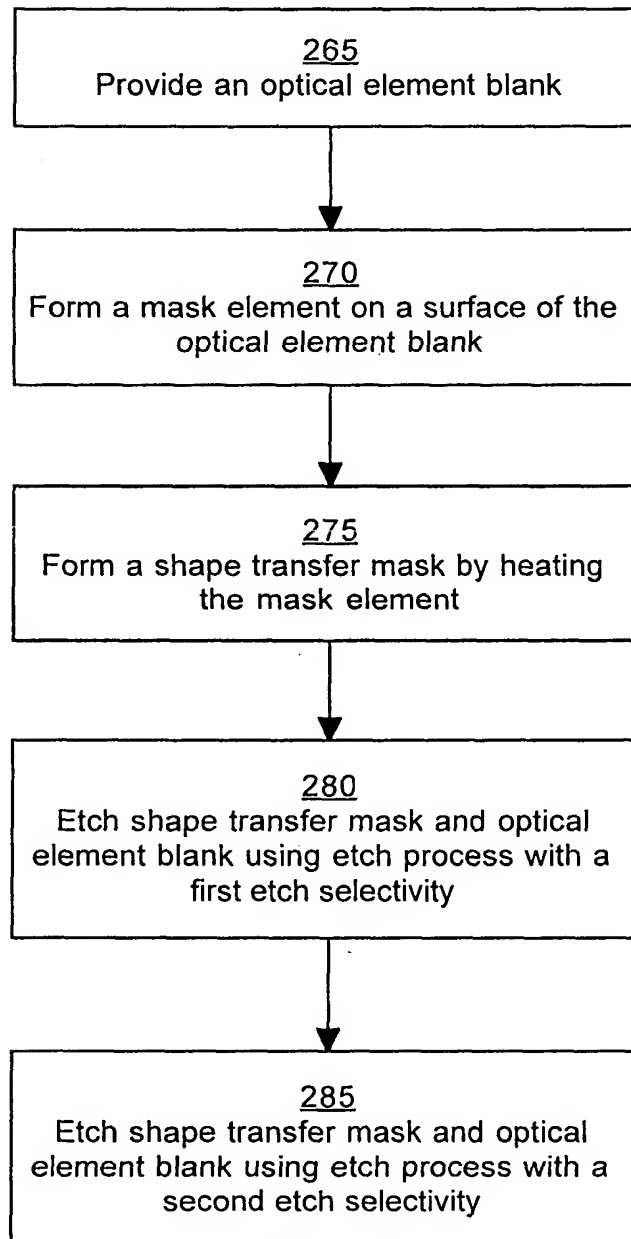 265
Provide an optical element blank
270
Form a mask element on a surface of the
optical element blank
275
Form a shape transfer mask by heating
the mask element
280
Etch shape transfer mask and optical
element blank using etch process with a
first etch selectivity
285
Etch shape transfer mask and optical
element blank using etch process with a
second etch selectivity